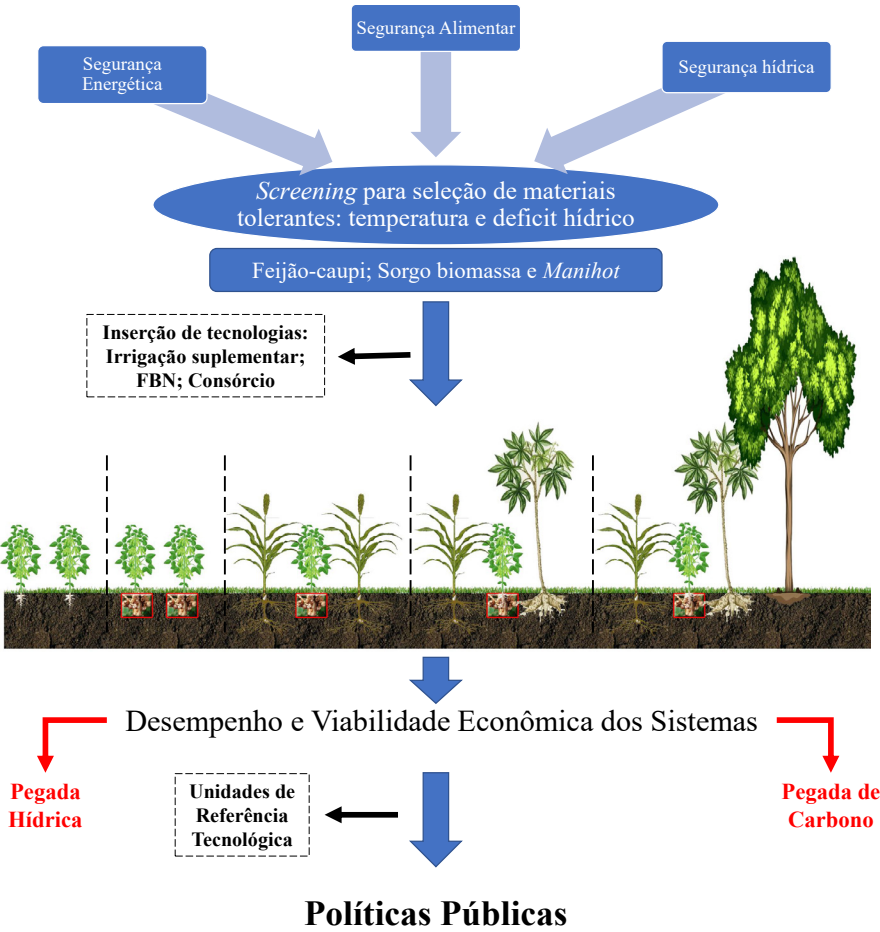 Segurança Alimentar
Segurança
Energética
Segurança hídrica
Screening para seleção de materiais
tolerantes: temperatura e deficit hídrico
Feijão-caupi; Sorgo biomassa e Manihot
Inserção de tecnologias:
Irrigação suplementar;
FBN; Consórcio
Desempenho e Viabilidade Econômica dos Sistemas
Pegada
Hídrica
Unidades de
Referência
Tecnológica
Pegada de
Carbono
Políticas Públicas